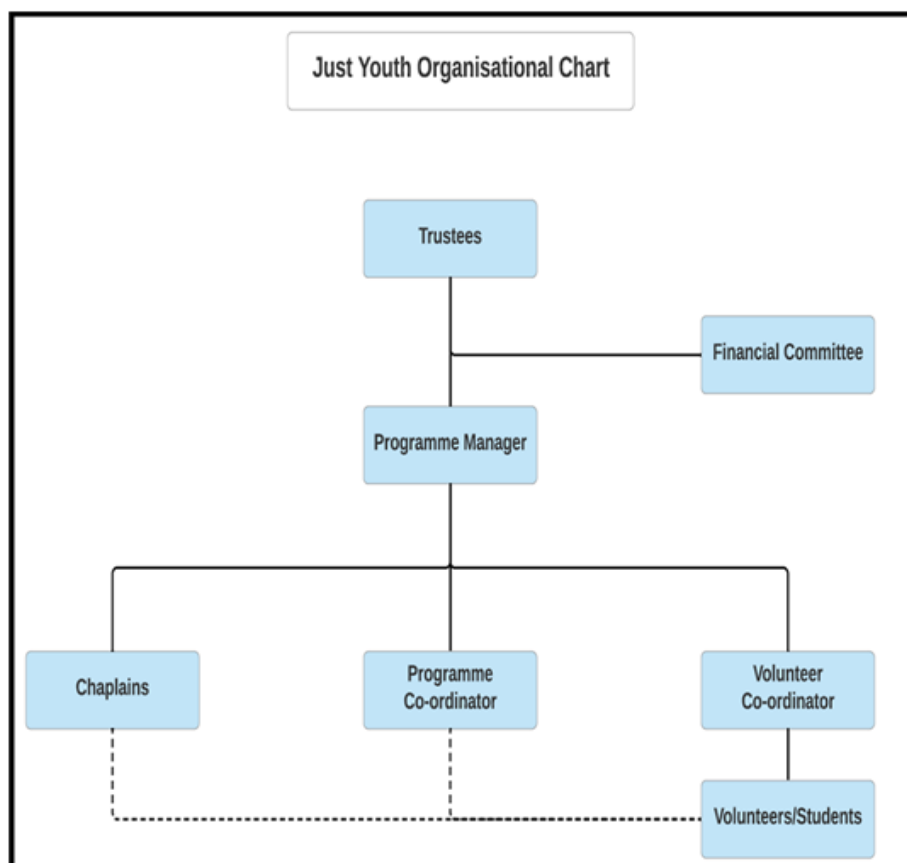 Just Youth Organisational Chart
Trustees
Financial Committee
Programme Manager
Chaplains
Programme
Co-ordinator
Volunteer
Co-ordinator
Volunteers/Students